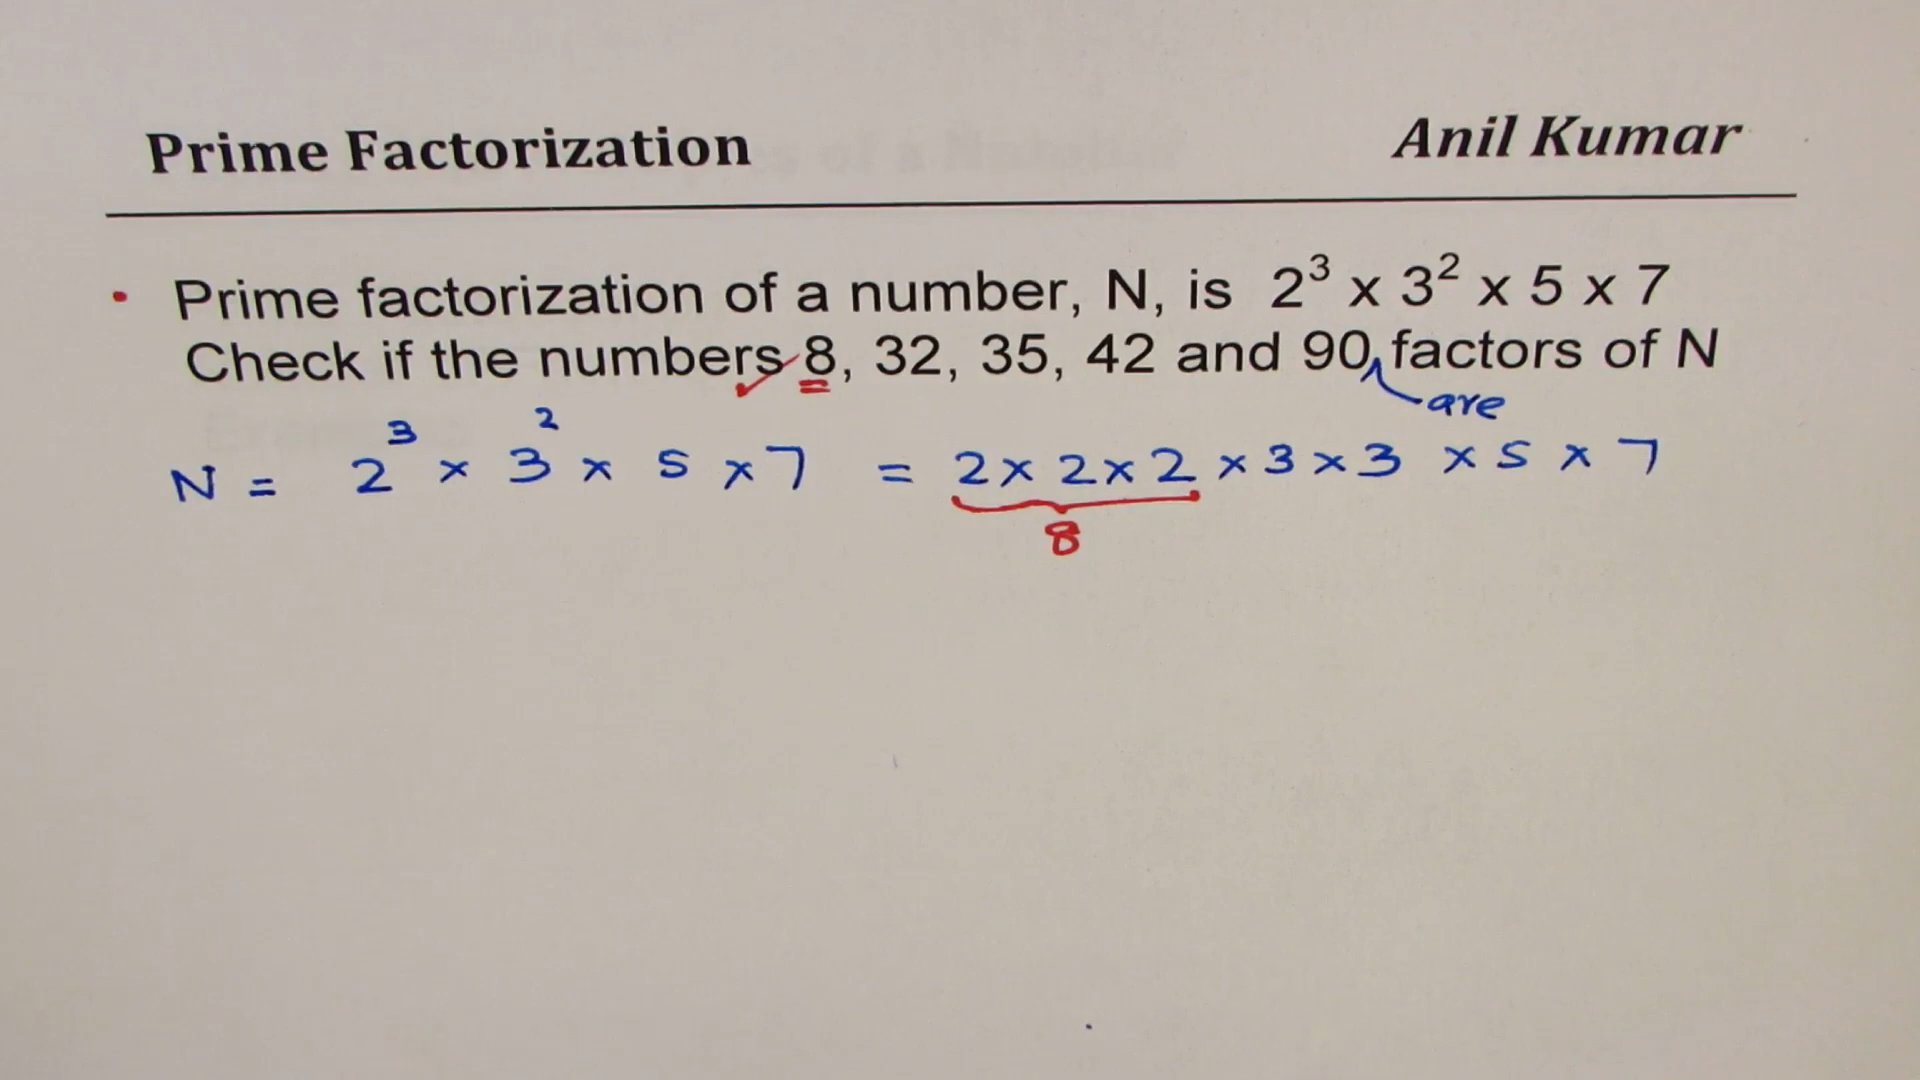 Prime Factorization
Anil Kumar
• Prime factorization of a number, N, is 2³ x 3² x 5 x 7
Check if the numbers 8, 32, 35, 42 and 90 factors of N
are
N = 2³ × 3² × 5 × 7 = 2 × 2 × 2 × 3 × 3 × 5 × 7
8